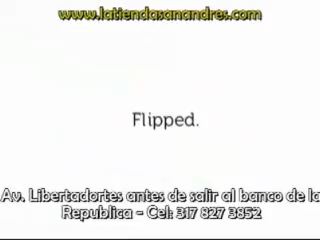 www.latiendasanandres.com
Flipped.
Av. Libertadortes antes de salir al banco de la
Republica - Cel: 317 827 3852